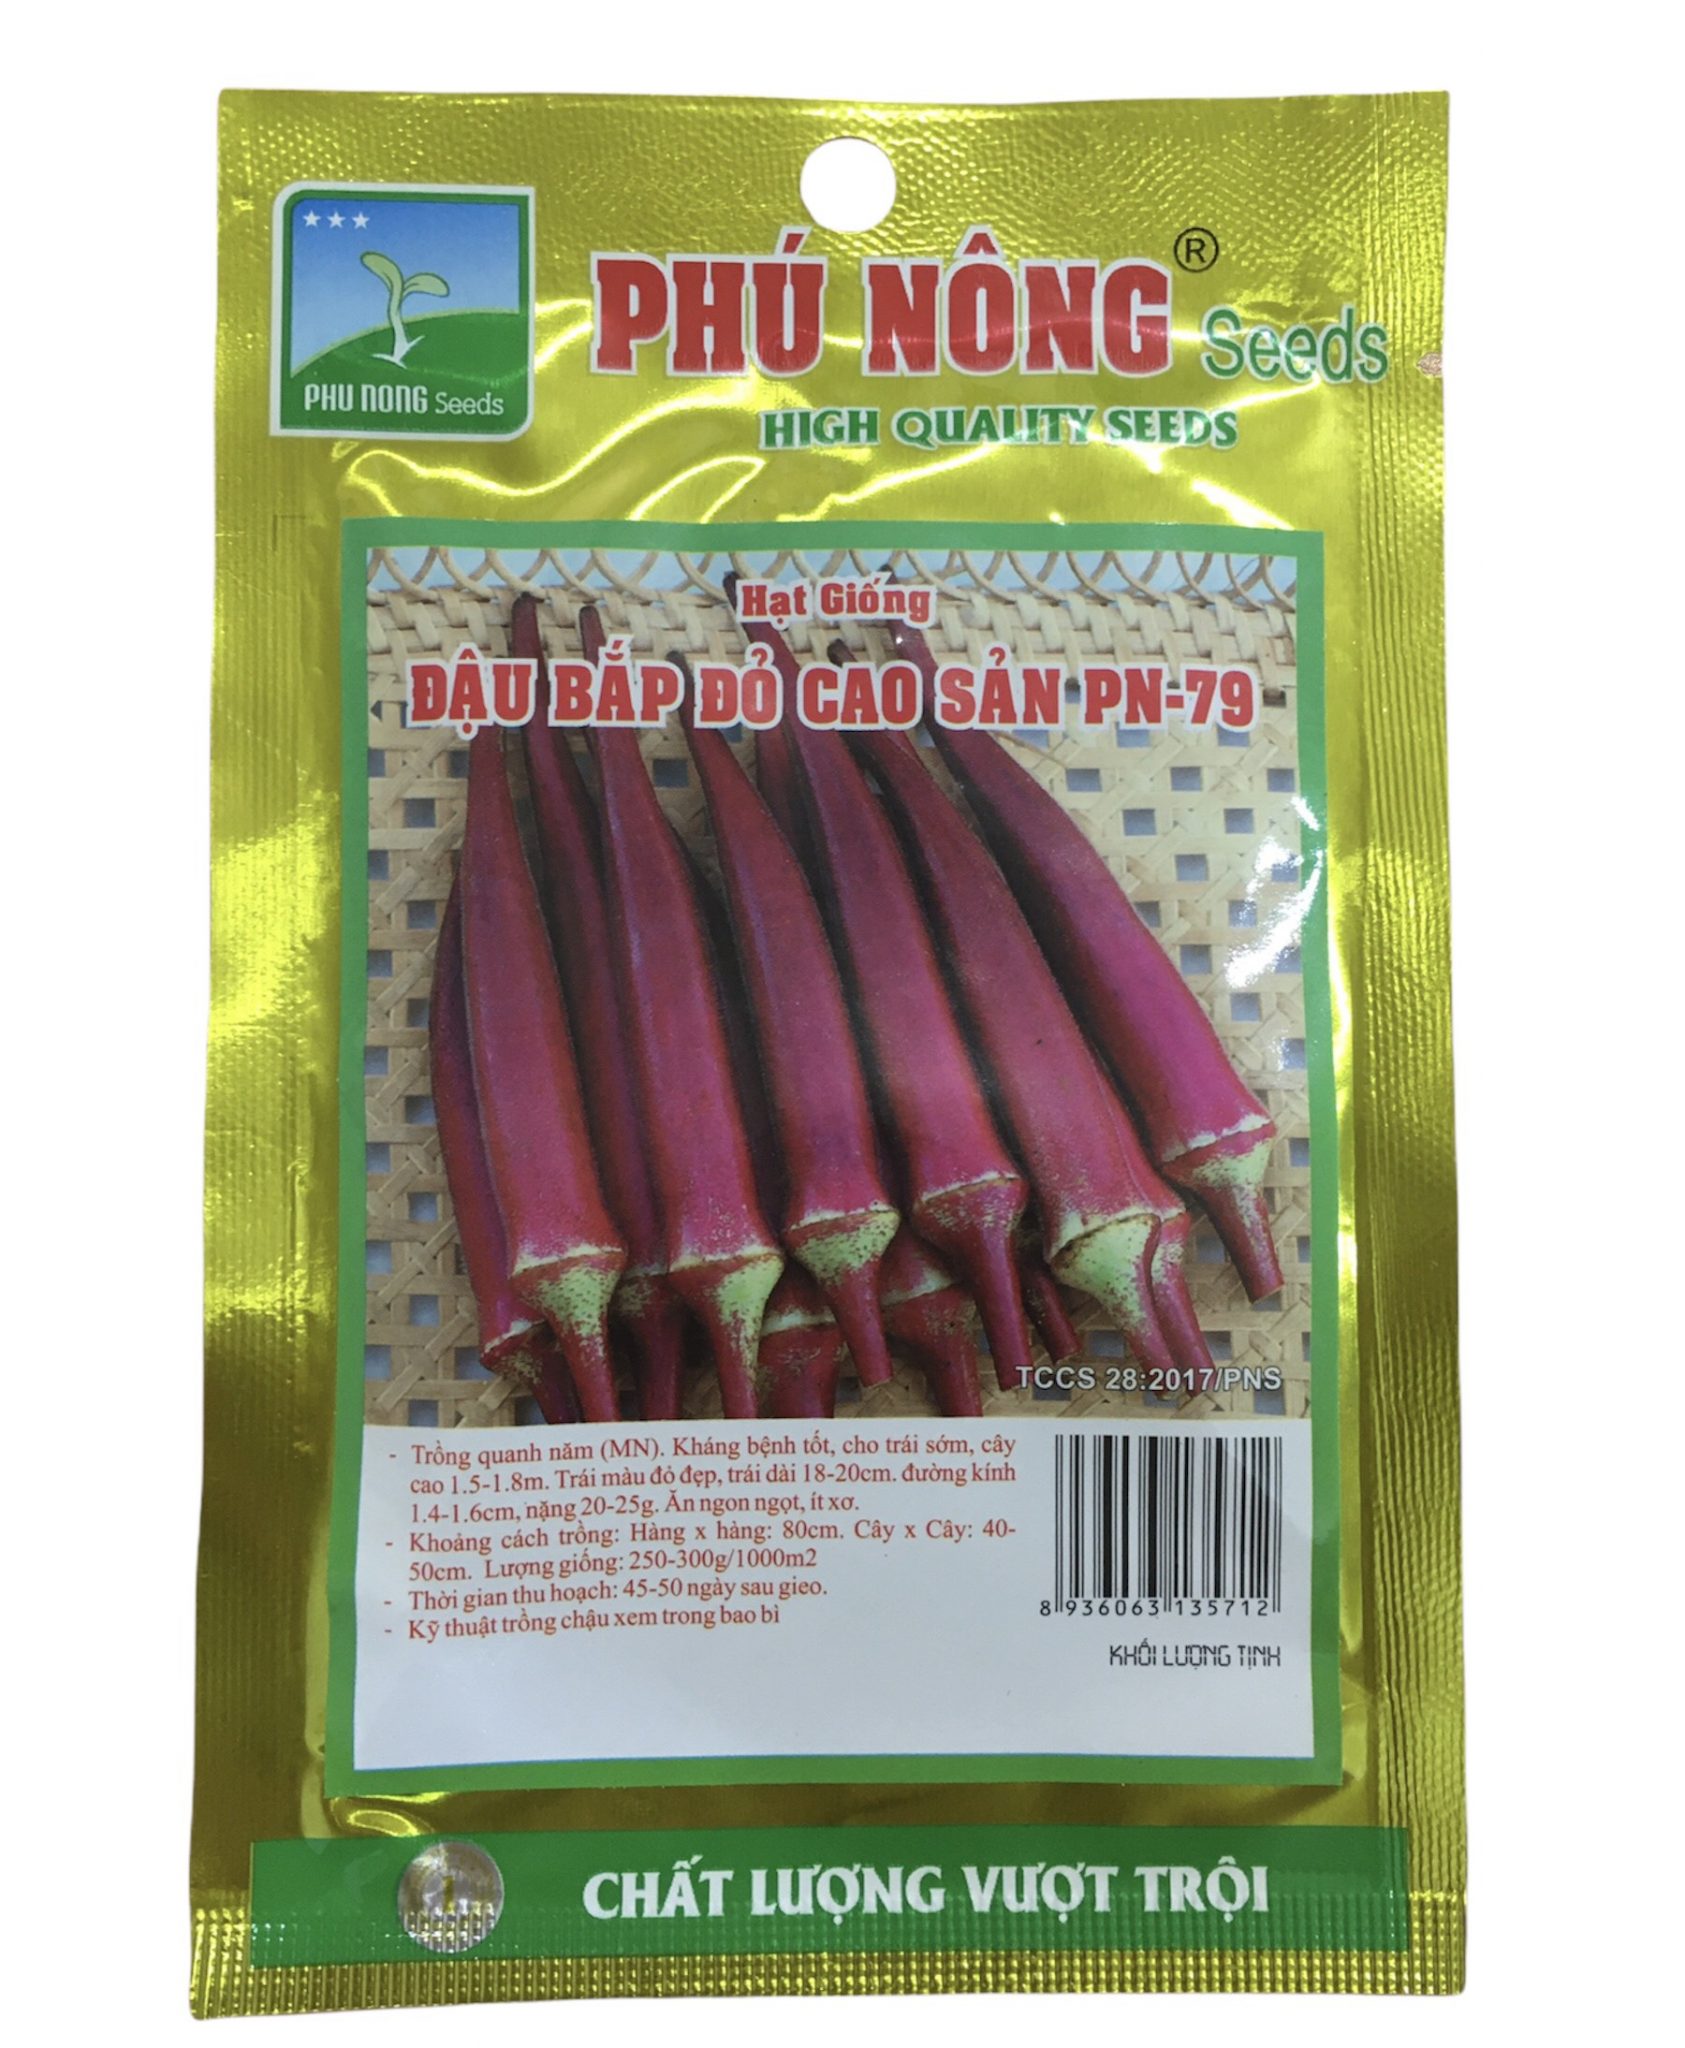 ★★★
PHU NONG Seeds
PHÚ NÔNG® Seeds
HIGH QUALITY SEEDS
Hạt Giống
ĐẬU BẮP ĐỎ CAO SẢN PN-79
TCCS 28:2017/PNS
- Trồng quanh năm (MN). Kháng bệnh tốt, cho trái sớm, cây
cao 1.5-1.8m. Trái màu đỏ đẹp, trái dài 18-20cm. đường kính
1.4-1.6cm, nặng 20-25g. Ăn ngon ngọt, ít xơ.
- Khoảng cách trồng: Hàng x hàng: 80cm. Cây x Cây: 40-
50cm. Lượng giống: 250-300g/1000m2
- Thời gian thu hoạch: 45-50 ngày sau gieo.
- Kỹ thuật trồng chậu xem trong bao bì
8 936063 135712
KHỐI LƯỢNG TỊNH
1
CHẤT LƯỢNG VƯỢT TRỘI